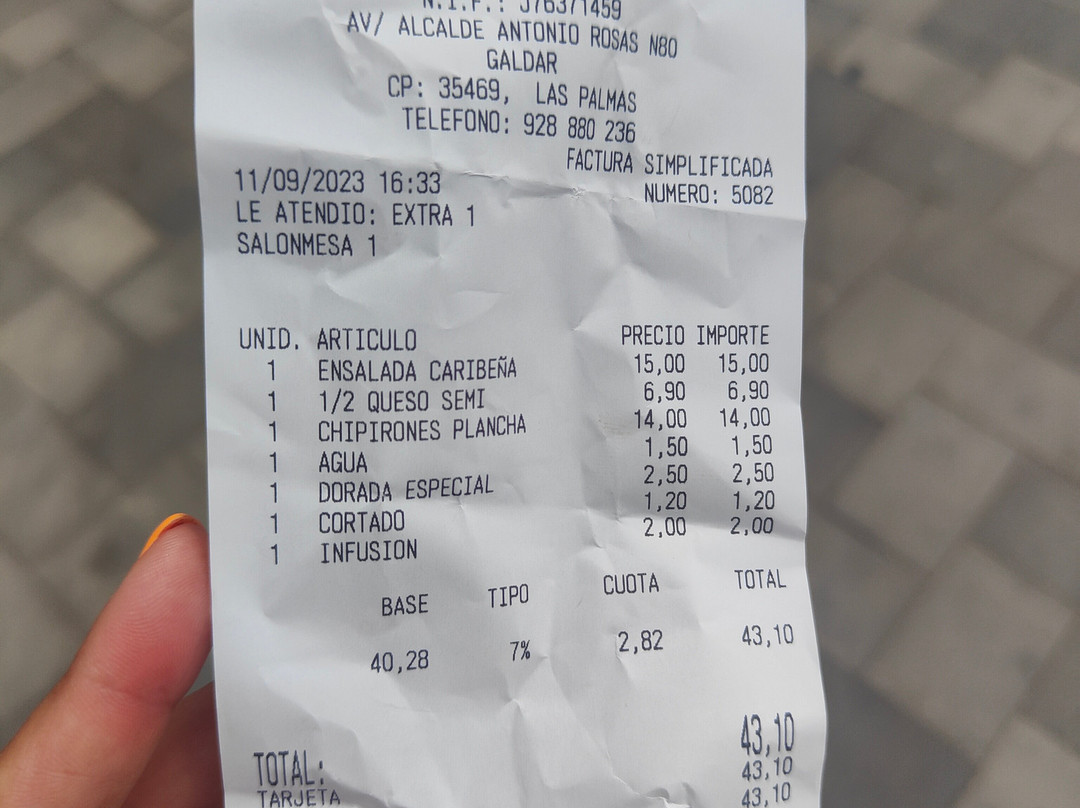 N.I.F.: J76371459
AV/ ALCALDE ANTONIO ROSAS N80
GALDAR
CP: 35469, LAS PALMAS
TELEFONO: 928 880 236
FACTURA SIMPLIFICADA
11/09/2023 16:33 NUMERO: 5082
LE ATENDIO: EXTRA 1
SALONMESA 1
UNID. ARTICULO PRECIO IMPORTE
1 ENSALADA CARIBEÑA 15,00 15,00
1 1/2 QUESO SEMI 6,90 6,90
1 CHIPIRONES PLANCHA 14,00 14,00
1 AGUA 1,50 1,50
1 DORADA ESPECIAL 2,50 2,50
1 CORTADO 1,20 1,20
1 INFUSION 2,00 2,00
BASE TIPO CUOTA TOTAL
40,28 7% 2,82 43,10
TOTAL: 43,10
TARJETA 43,10
43,10